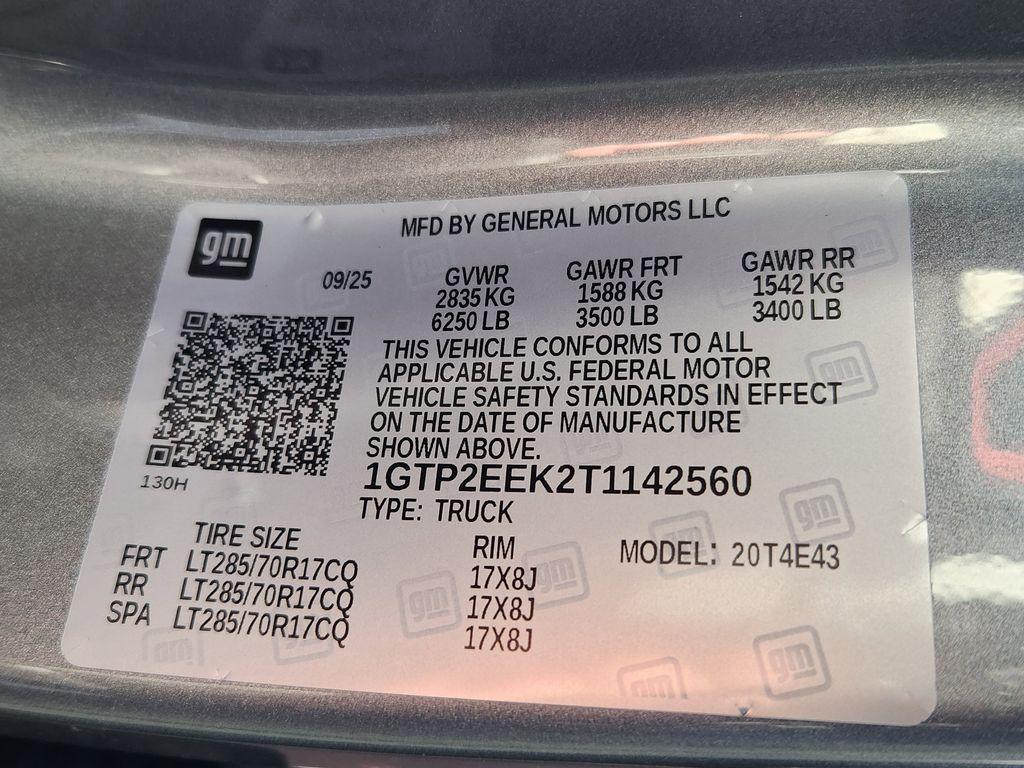 gm
MFD BY GENERAL MOTORS LLC
09/25
GVWR GAWR FRT GAWR RR
2835 KG 1588 KG 1542 KG
6250 LB 3500 LB 3400 LB
THIS VEHICLE CONFORMS TO ALL
APPLICABLE U.S. FEDERAL MOTOR
VEHICLE SAFETY STANDARDS IN EFFECT
ON THE DATE OF MANUFACTURE
SHOWN ABOVE.
130H
1GTP2EEK2T1142560
TYPE: TRUCK
TIRE SIZE RIM MODEL: 20T4E43
FRT LT285/70R17CQ 17X8J
RR LT285/70R17CQ 17X8J
SPA LT285/70R17CQ 17X8J